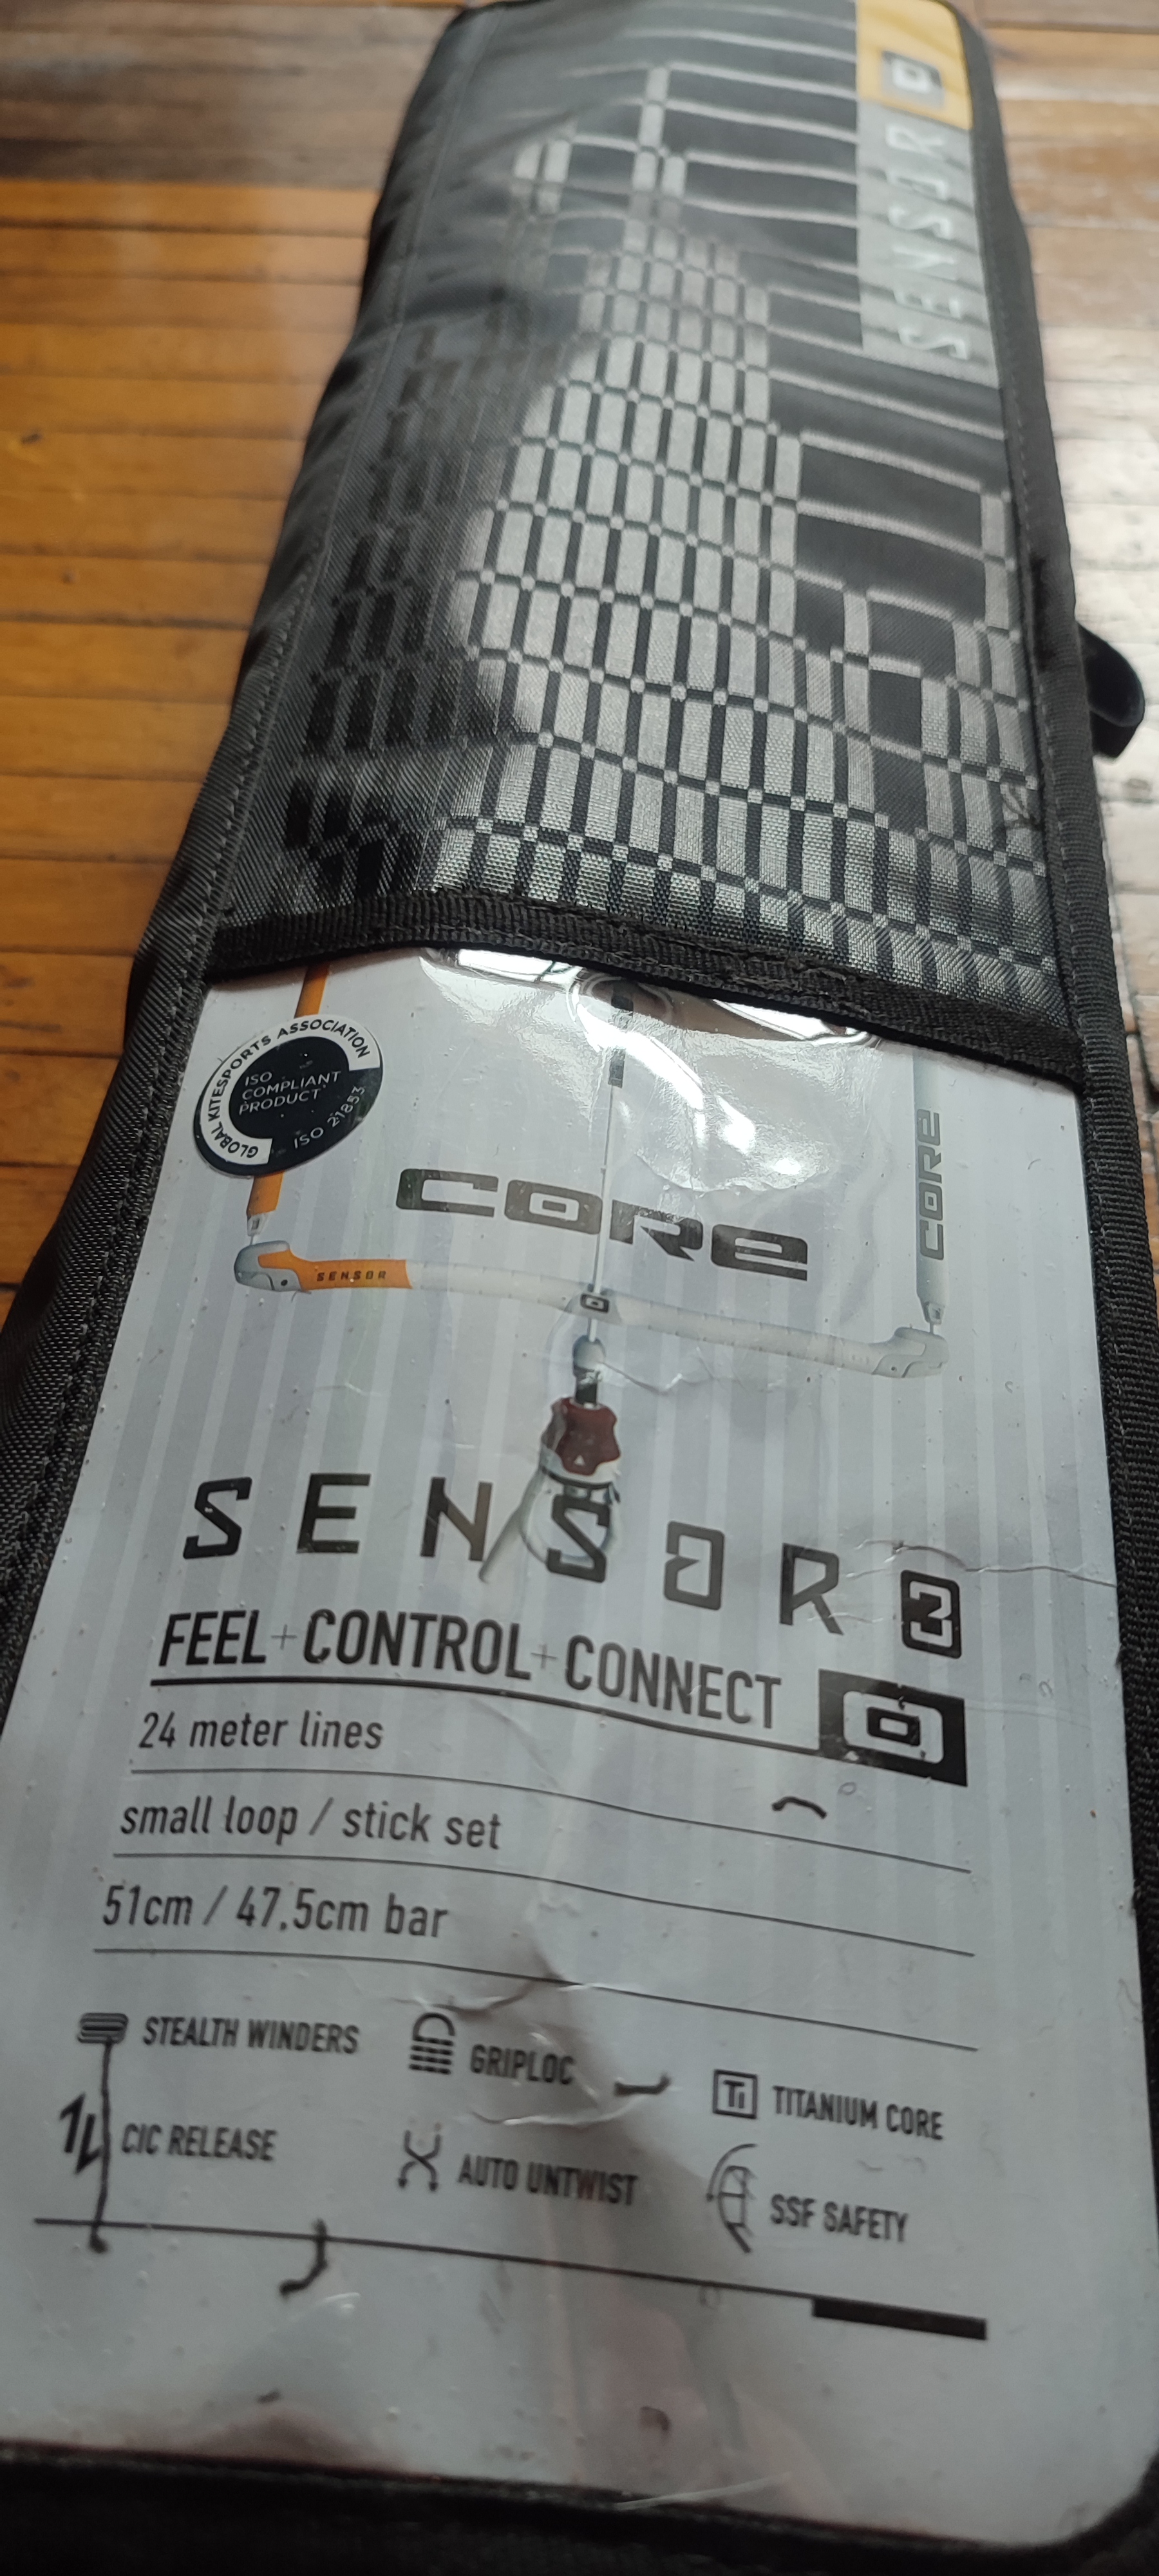 SENSOR
GLOBAL KITESPORTS ASSOCIATION
ISO
COMPLIANT
PRODUCT
ISO 21853
CORE
CORE
SENSOR
SENSOR 3
FEEL+CONTROL+CONNECT
24 meter lines
small loop / stick set
51cm / 47.5cm bar
STEALTH WINDERS
GRIPLOC
Ti TITANIUM CORE
CIC RELEASE
AUTO UNTWIST
SSF SAFETY